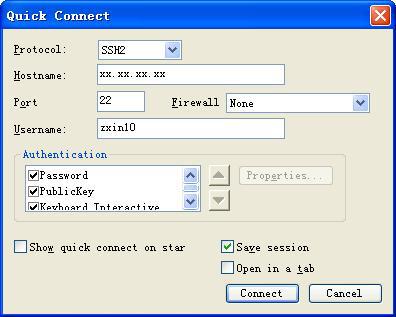 Quick Connect
Protocol: SSH2
Hostname: xx.xx.xx.xx
Port 22 Firewall None
Username: zxin10
Authentication
Password
PublicKey
Keyboard Interactive
Properties...
Show quick connect on star
Save session
Open in a tab
Connect Cancel